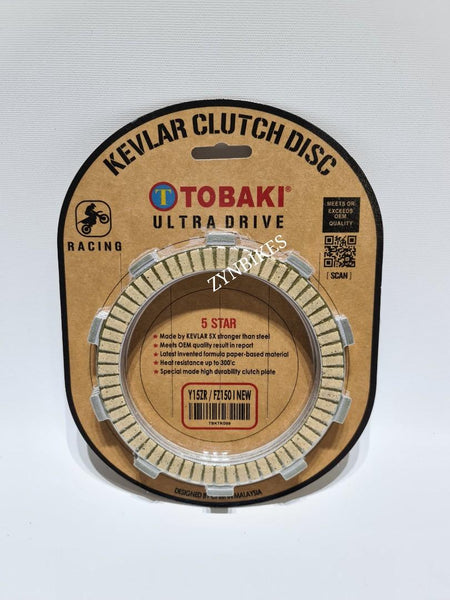 KEVLAR CLUTCH DISC
T TOBAKI®
ULTRA DRIVE
RACING
MEETS OR
EXCEEDS
OEM
QUALITY
[ SCAN ]
ZYNBIKES
5 STAR
★ Made by KEVLAR 5X stronger than steel
★ Meets OEM quality result in report
★ Latest invented formula paper-based material
★ Heat resistance up to 300'c
★ Special made high durability clutch plate
Y15ZR / FZ150 I NEW
DESIGNED BY
MALAYSIA